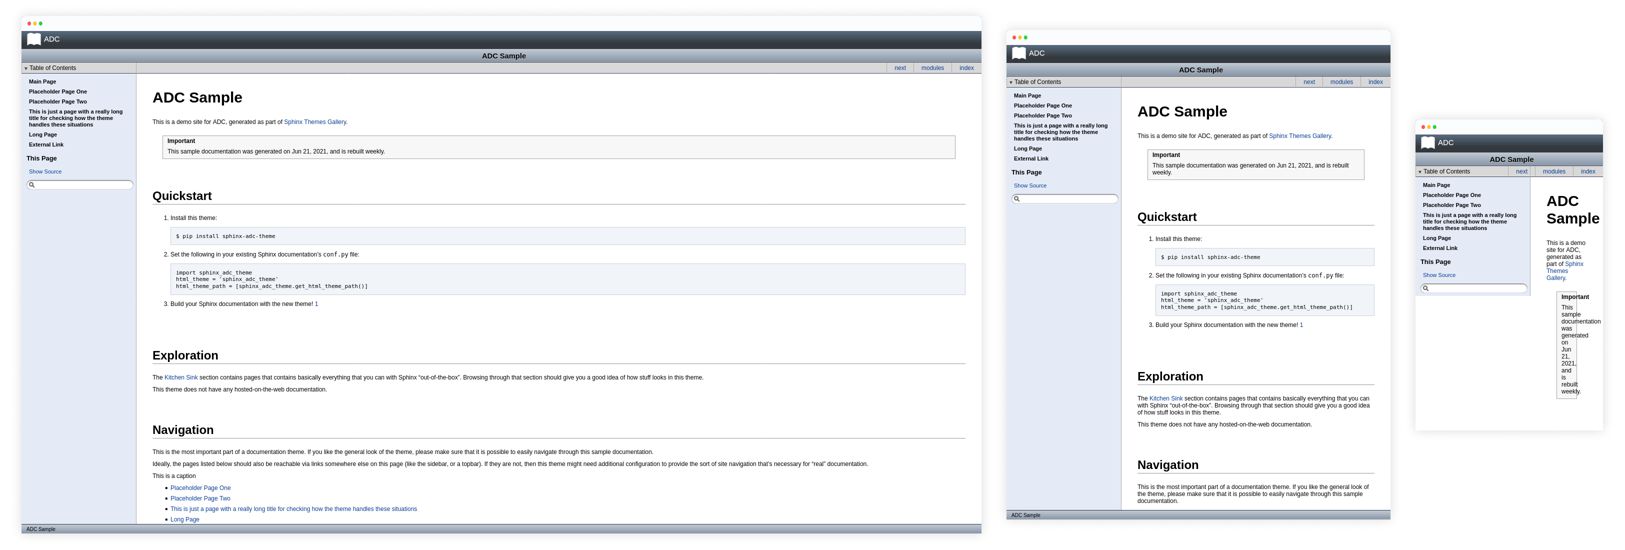 ADC
ADC Sample
▾ Table of Contents
next
modules
index
Main Page
Placeholder Page One
Placeholder Page Two
This is just a page with a really long
title for checking how the theme
handles these situations
Long Page
External Link
This Page
Show Source
ADC Sample
This is a demo site for ADC, generated as part of Sphinx Themes Gallery.
Important
This sample documentation was generated on Jun 21, 2021, and is rebuilt weekly.
Quickstart
1. Install this theme:
$ pip install sphinx-adc-theme
2. Set the following in your existing Sphinx documentation's conf.py file:
import sphinx_adc_theme
html_theme = 'sphinx_adc_theme'
html_theme_path = [sphinx_adc_theme.get_html_theme_path()]
3. Build your Sphinx documentation with the new theme! 1
Exploration
The Kitchen Sink section contains pages that contains basically everything that you can with Sphinx “out-of-the-box”. Browsing through that section should give you a good idea of how stuff looks in this theme.
This theme does not have any hosted-on-the-web documentation.
Navigation
This is the most important part of a documentation theme. If you like the general look of the theme, please make sure that it is possible to easily navigate through this sample documentation.
Ideally, the pages listed below should also be reachable via links somewhere else on this page (like the sidebar, or a topbar). If they are not, then this theme might need additional configuration to provide the sort of site navigation that's necessary for “real” documentation.
This is a caption
• Placeholder Page One
• Placeholder Page Two
• This is just a page with a really long title for checking how the theme handles these situations
• Long Page
ADC Sample
ADC
ADC Sample
▾ Table of Contents
next
modules
index
Main Page
Placeholder Page One
Placeholder Page Two
This is just a page with a really long
title for checking how the theme
handles these situations
Long Page
External Link
This Page
Show Source
ADC Sample
This is a demo site for ADC, generated as part of Sphinx Themes Gallery.
Important
This sample documentation was generated on Jun 21, 2021, and is rebuilt
weekly.
Quickstart
1. Install this theme:
$ pip install sphinx-adc-theme
2. Set the following in your existing Sphinx documentation's conf.py file:
import sphinx_adc_theme
html_theme = 'sphinx_adc_theme'
html_theme_path = [sphinx_adc_theme.get_html_theme_path()]
3. Build your Sphinx documentation with the new theme! 1
Exploration
The Kitchen Sink section contains pages that contains basically everything that you can
with Sphinx “out-of-the-box”. Browsing through that section should give you a good idea
of how stuff looks in this theme.
This theme does not have any hosted-on-the-web documentation.
Navigation
This is the most important part of a documentation theme. If you like the general look of
the theme, please make sure that it is possible to easily navigate through this sample
documentation.
ADC Sample
ADC
ADC Sample
▾ Table of Contents
next
modules
index
Main Page
Placeholder Page One
Placeholder Page Two
This is just a page with a really long
title for checking how the theme
handles these situations
Long Page
External Link
This Page
Show Source
ADC
Sample
This is a demo
site for ADC,
generated as
part of Sphinx
Themes
Gallery.
Important
This
sample
documentation
was
generated
on
Jun
21,
2021,
and
is
rebuilt
weekly.